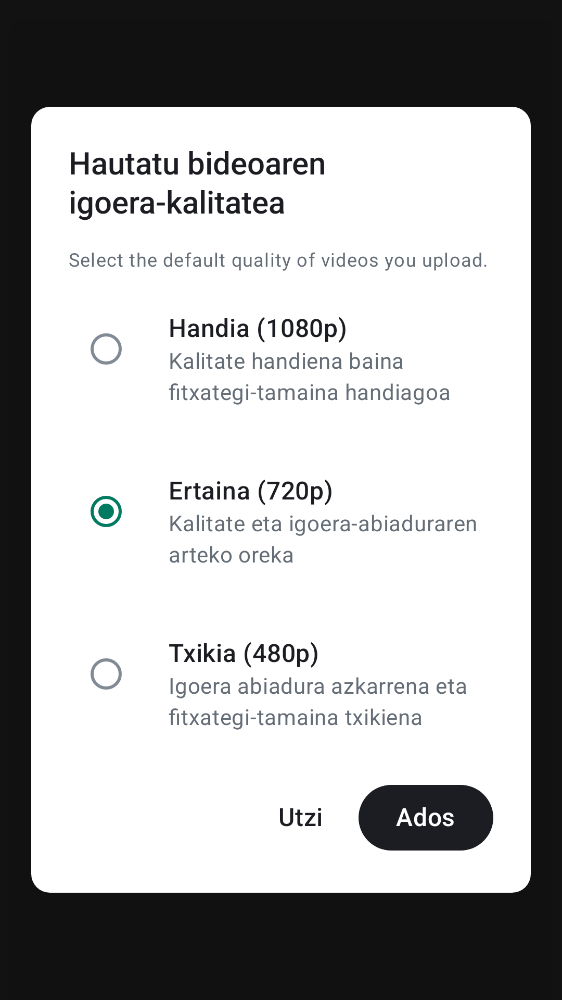 Hautatu bideoaren
igoera-kalitatea
Select the default quality of videos you upload.
Handia (1080p)
Kalitate handiena baina
fitxategi-tamaina handiagoa
Ertaina (720p)
Kalitate eta igoera-abiaduraren
arteko oreka
Txikia (480p)
Igoera abiadura azkarrena eta
fitxategi-tamaina txikiena
Utzi
Ados